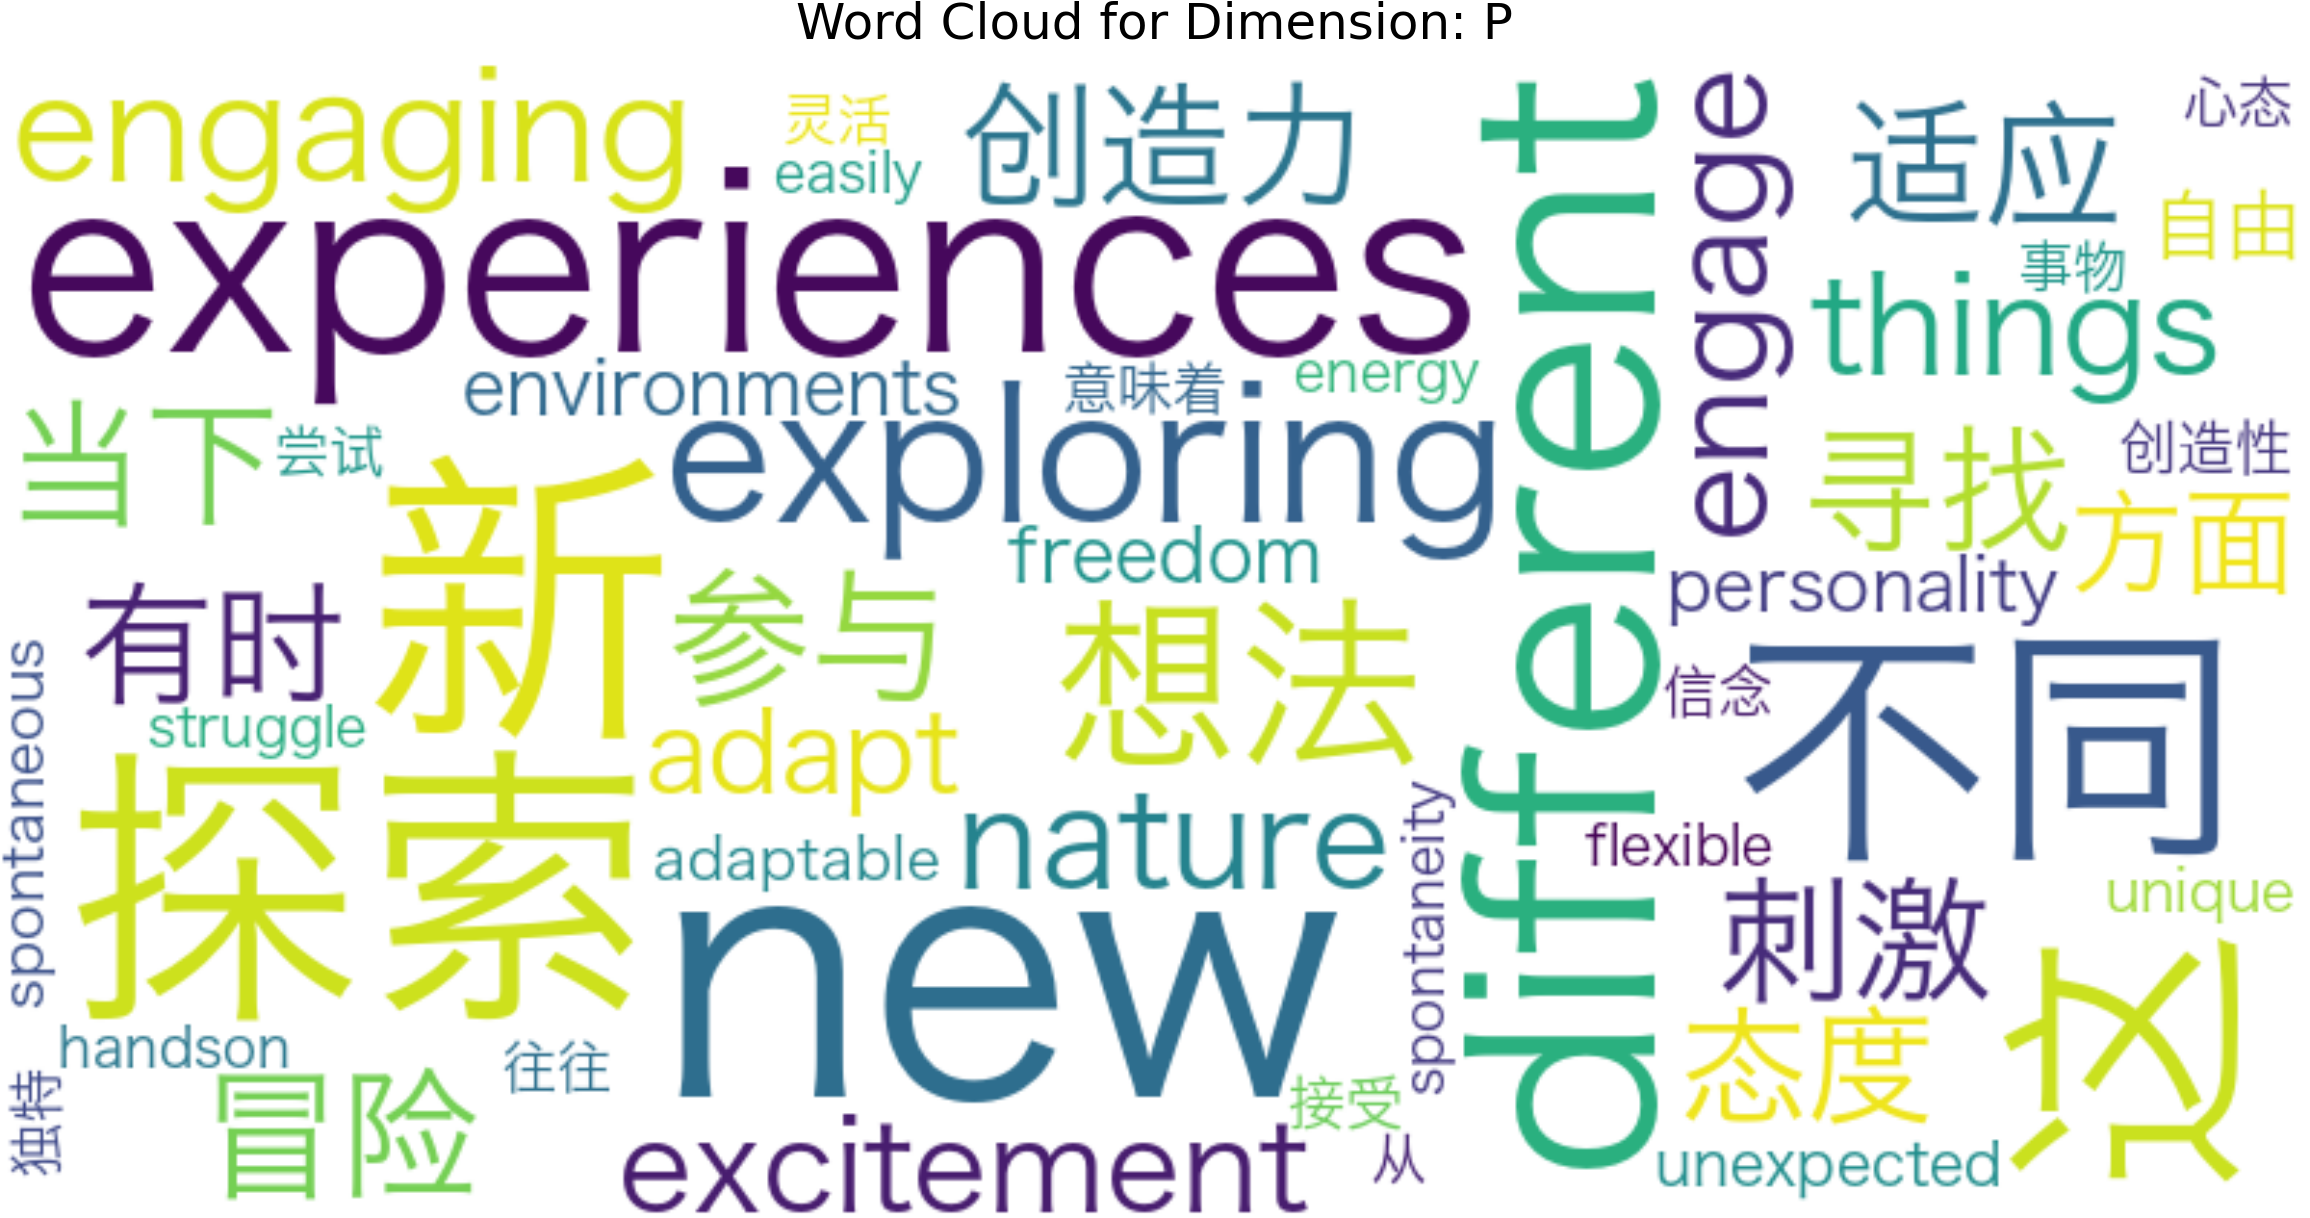 Word Cloud for Dimension: P
engaging
灵活
easily
创造力
different
engage
适应
心态
自由
experiences
事物
things
environments
意味着
energy
当下
尝试
exploring
寻找
创造性
新
freedom
方面
有时
参与
想法
personality
spontaneous
struggle
adapt
信念
不同
探索
adaptable
nature
spontaneity
flexible
unique
new
刺激
这
handson
往往
态度
独特
冒险
excitement
接受
从
unexpected